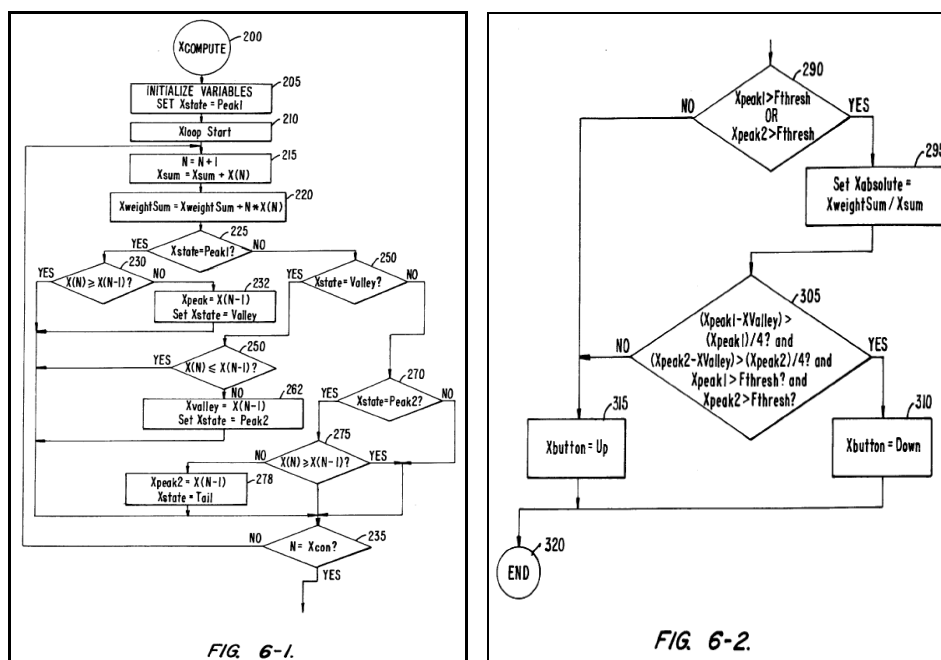 XCOMPUTE
200
205
INITIALIZE VARIABLES
SET Xstate = Peak1
210
Xloop Start
215
N = N + 1
Xsum = Xsum + X(N)
220
XweightSum = XweightSum + N*X(N)
225
YES
Xstate=Peak1?
NO
230
YES
X(N) ≥ X(N-1)?
NO
232
Xpeak = X(N-1)
Set Xstate = Valley
250
YES
Xstate=Valley?
NO
250
YES
X(N) ≤ X(N-1)?
NO
262
Xvalley = X(N-1)
Set Xstate = Peak2
270
YES
Xstate=Peak2?
NO
275
NO
X(N) ≥ X(N-1)?
YES
278
Xpeak2 = X(N-1)
Xstate = Tail
235
NO
N = Xcon?
YES
FIG. 6-1.
290
NO
Xpeak1>Fthresh
OR
Xpeak2>Fthresh
YES
295
Set Xabsolute =
XweightSum / Xsum
305
NO
(Xpeak1-XValley) >
(Xpeak1)/4? and
(Xpeak2-XValley) > (Xpeak2)/4? and
Xpeak1 > Fthresh? and
Xpeak2 > Fthresh?
YES
315
Xbutton = Up
310
Xbutton = Down
320
END
FIG. 6-2.